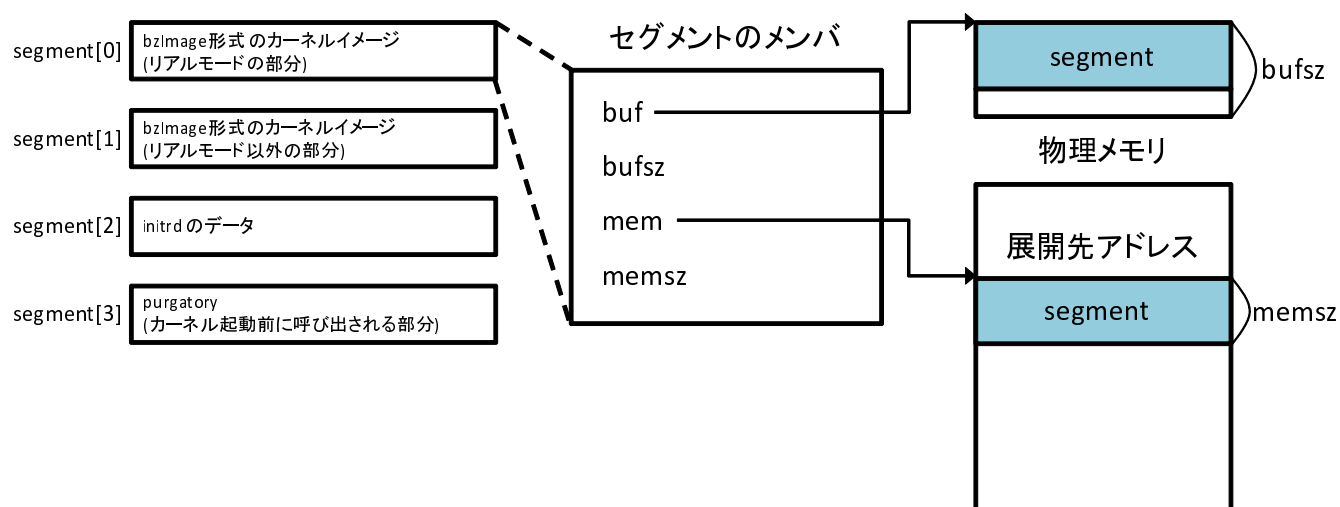 segment[0]
bzImage形式のカーネルイメージ
(リアルモードの部分)
segment[1]
bzImage形式のカーネルイメージ
(リアルモード以外の部分)
segment[2]
initrdのデータ
segment[3]
purgatory
(カーネル起動前に呼び出される部分)
セグメントのメンバ
buf
bufsz
mem
memsz
segment
bufsz
物理メモリ
展開先アドレス
segment
memsz